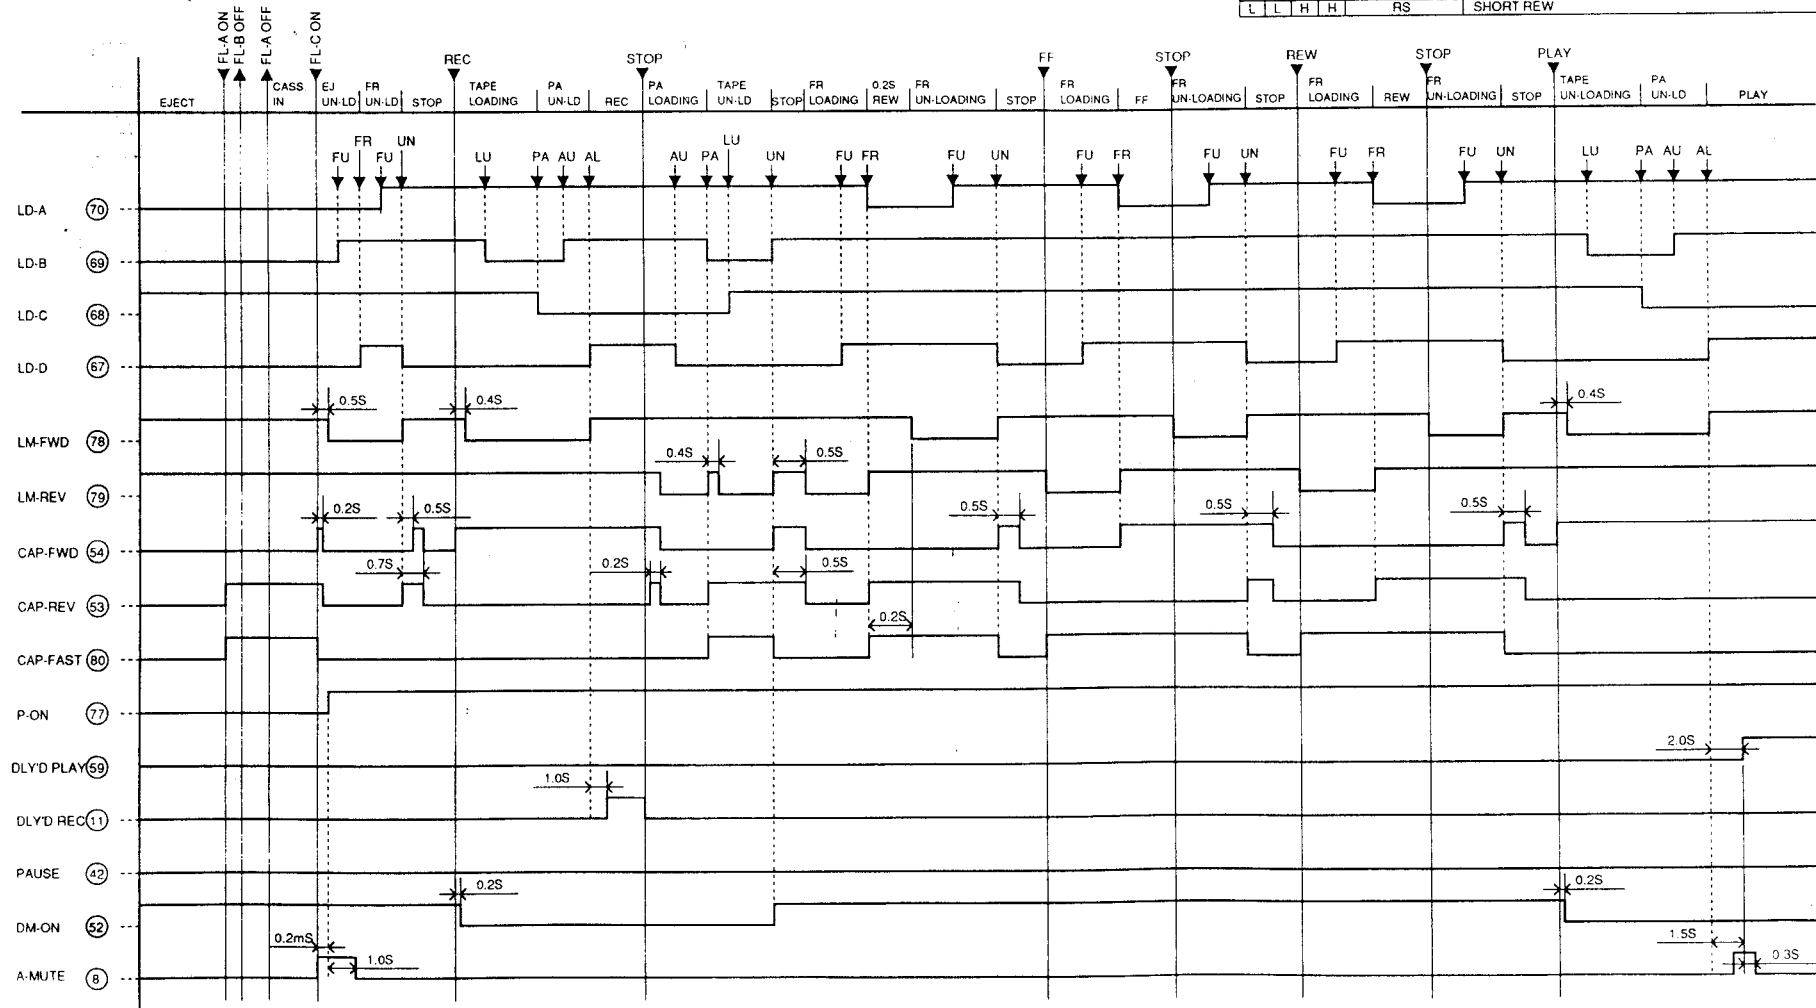 L L H H RS SHORT REW
FL-A ON
FL-B OFF
FL-A OFF
FL-C ON
REC
STOP
FF
STOP
REW
STOP
PLAY
EJECT
CASS. IN
EJ UN-LD
FR UN-LD
STOP
TAPE LOADING
PA UN-LD
REC
PA LOADING
TAPE UN-LD
STOP
FR LOADING
0.2S REW
FR UN-LOADING
STOP
FR LOADING
FF
FR UN-LOADING
STOP
FR LOADING
REW
FR UN-LOADING
STOP
TAPE UN-LOADING
PA UN-LD
PLAY
FU FR FU UN LU PA AU AL AU PA LU UN FU FR FU UN FU FR FU UN FU FR FU UN LU PA AU AL
LD-A 70
LD-B 69
LD-C 68
LD-D 67
0.5S 0.4S 0.4S
LM-FWD 78
0.4S 0.5S
LM-REV 79
0.2S 0.5S 0.5S 0.5S 0.5S
CAP-FWD 54
0.7S 0.2S 0.5S
CAP-REV 53
0.2S
CAP-FAST 80
P-ON 77
2.0S
DLY'D PLAY 59
1.0S
DLY'D REC 11
PAUSE 42
0.2S 0.2S
DM-ON 52
0.2mS 1.5S
1.0S 0.3S
A-MUTE 8